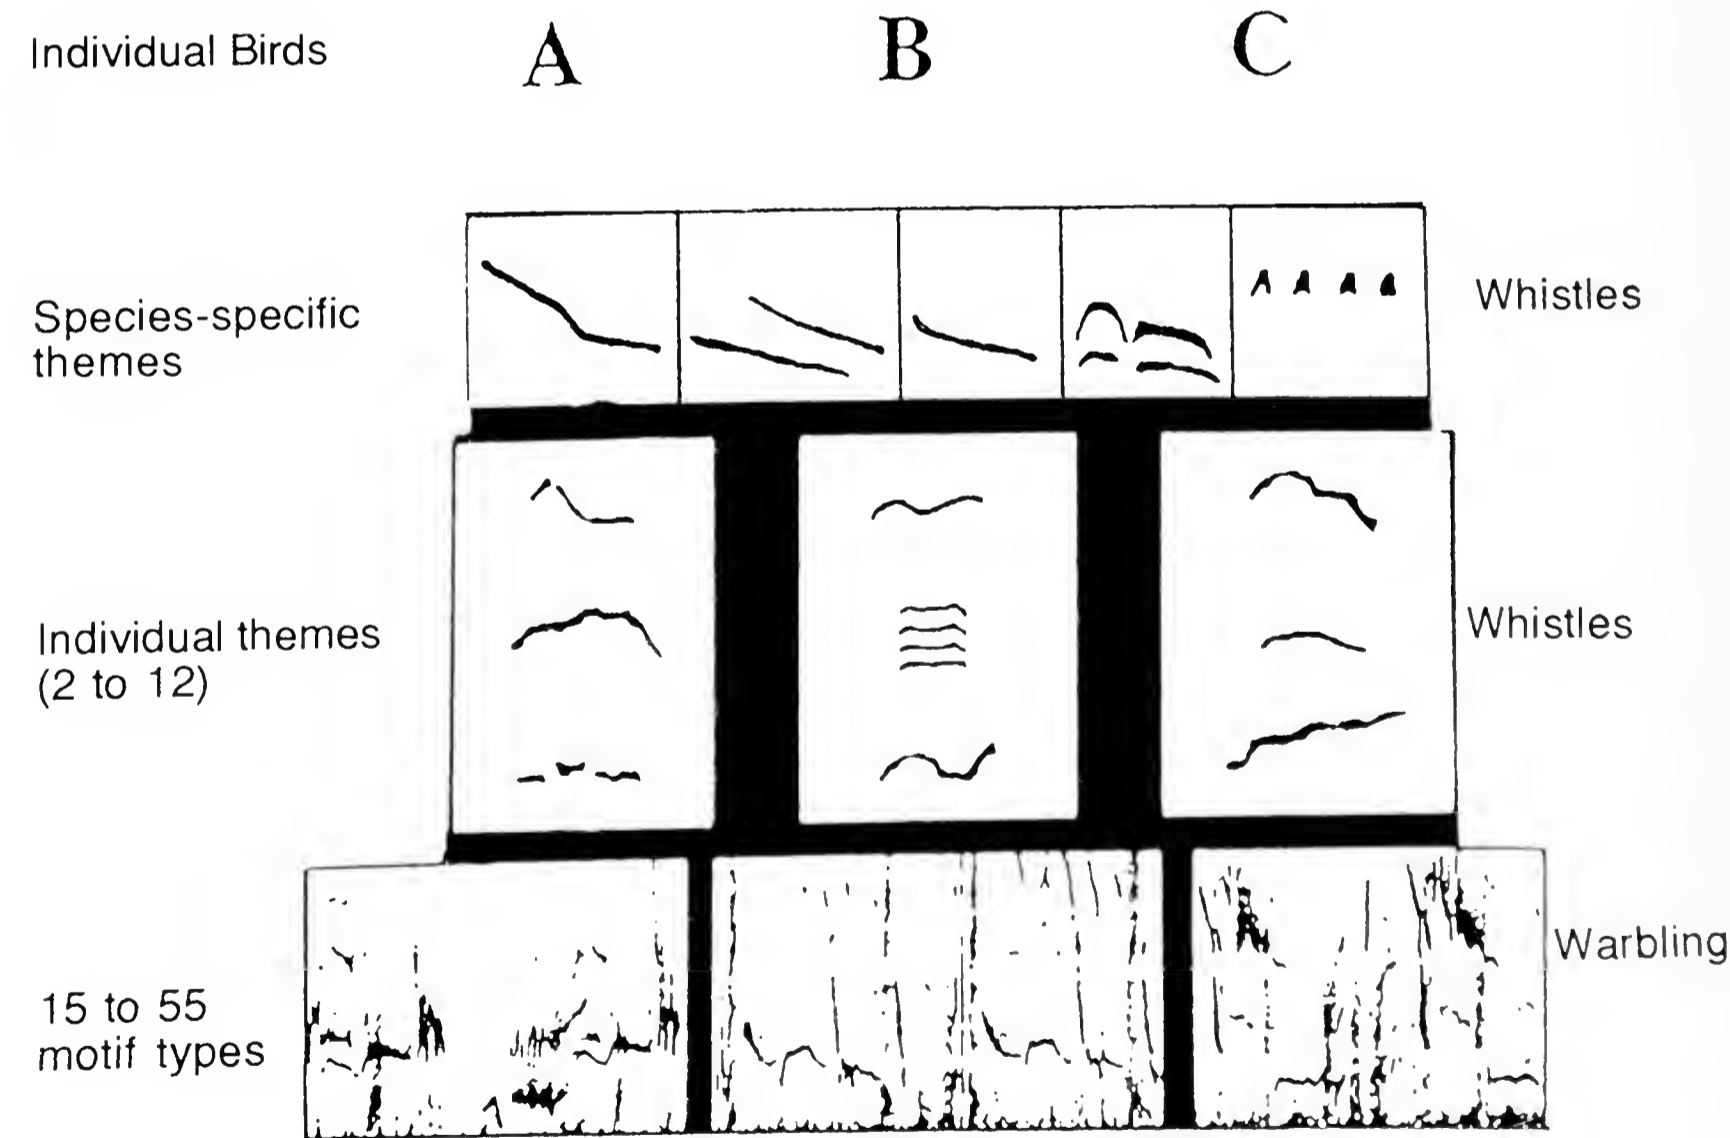 Individual Birds A B C
Species-specific
themes
Whistles
Individual themes
(2 to 12)
Whistles
15 to 55
motif types
Warbling